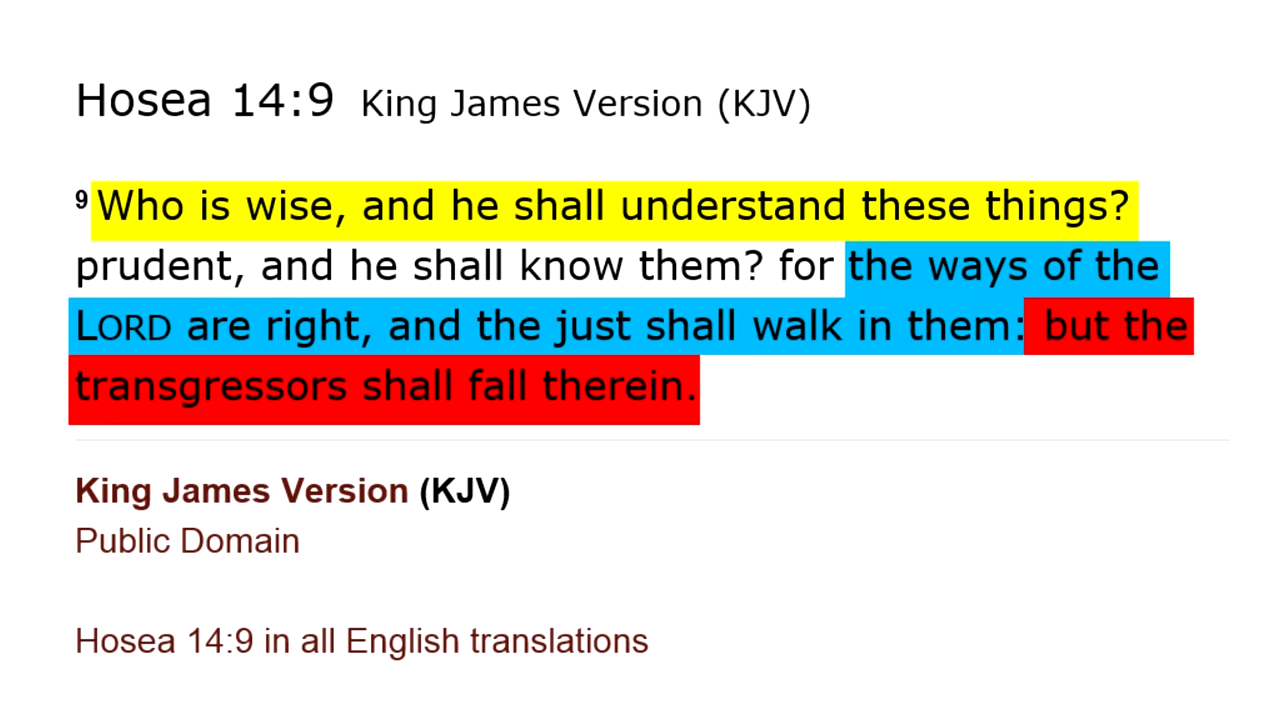 Hosea 14:9 King James Version (KJV)
9 Who is wise, and he shall understand these things?
prudent, and he shall know them? for the ways of the
LORD are right, and the just shall walk in them: but the
transgressors shall fall therein.
King James Version (KJV)
Public Domain
Hosea 14:9 in all English translations